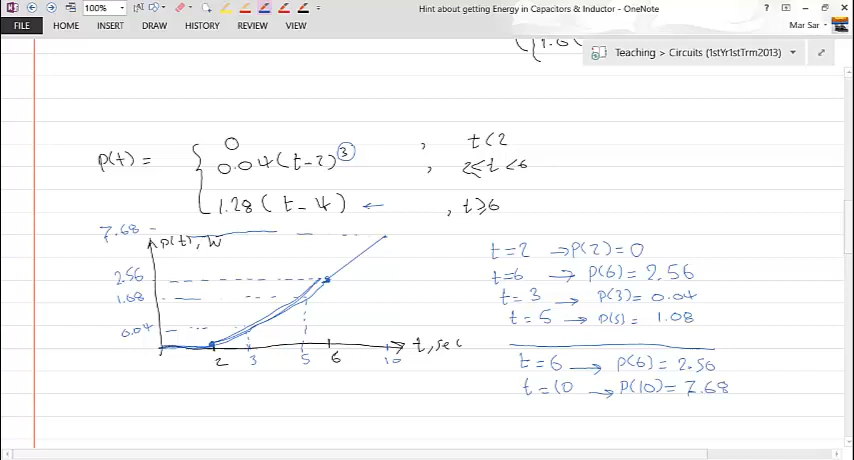 100%
Hint about getting Energy in Capacitors & Inductor - OneNote
?
FILE HOME INSERT DRAW HISTORY REVIEW VIEW
Mar Sar
Teaching > Circuits (1stYr1stTrm2013)
P(t) =
0 , t<2
0.04(t-2)^3 , 2≤t<6
1.28(t-4) ← , t≥6
7.68
P(t), W
2.56
1.08
0.04
t, sec
2 3 5 6 10
t=2 → P(2)=0
t=6 → P(6)=2.56
t=3 → P(3)=0.04
t=5 → P(5)=1.08
t=6 → P(6)=2.56
t=10 → P(10)=7.68